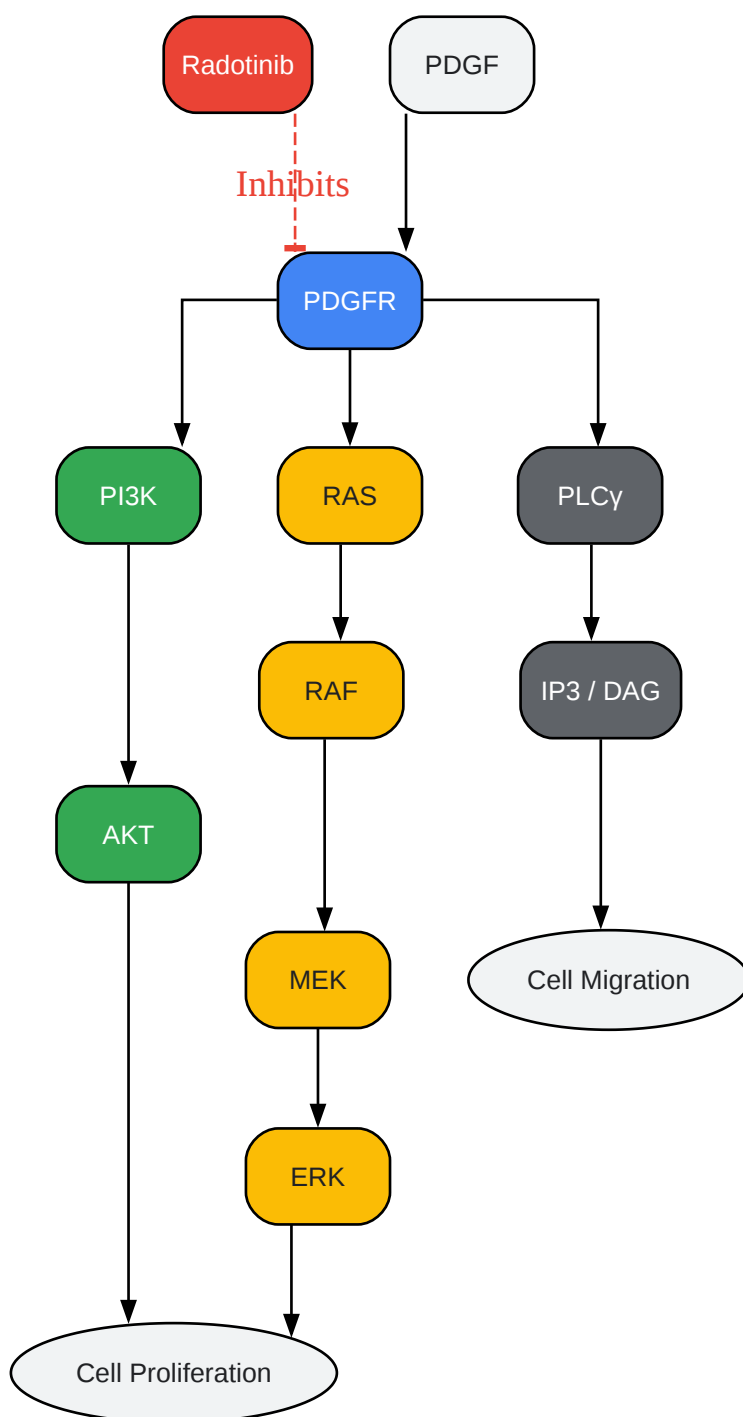 Radotinib
PDGF
Inhibits
PDGFR
PI3K
RAS
PLCγ
RAF
IP3 / DAG
AKT
MEK
Cell Migration
ERK
Cell Proliferation